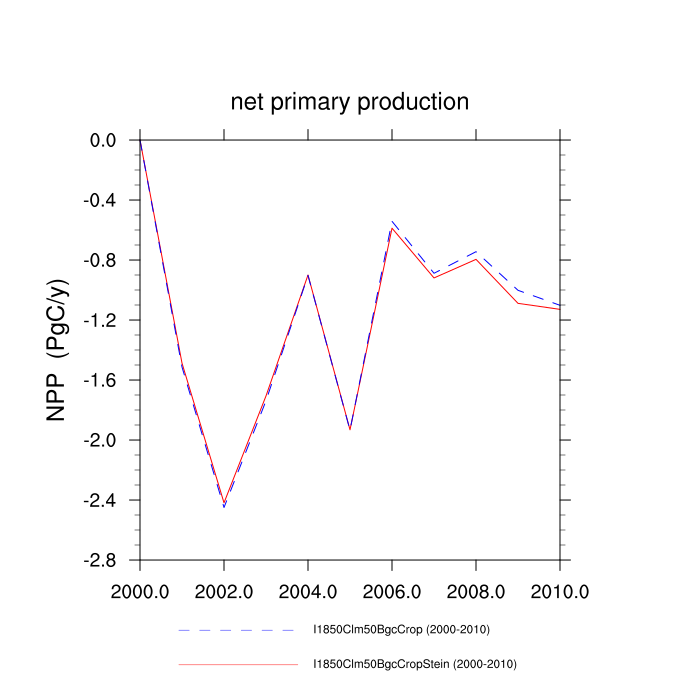 net primary production
NPP (PgC/y)
0.0
-0.4
-0.8
-1.2
-1.6
-2.0
-2.4
-2.8
2000.0 2002.0 2004.0 2006.0 2008.0 2010.0
I1850Clm50BgcCrop (2000-2010)
I1850Clm50BgcCropStein (2000-2010)